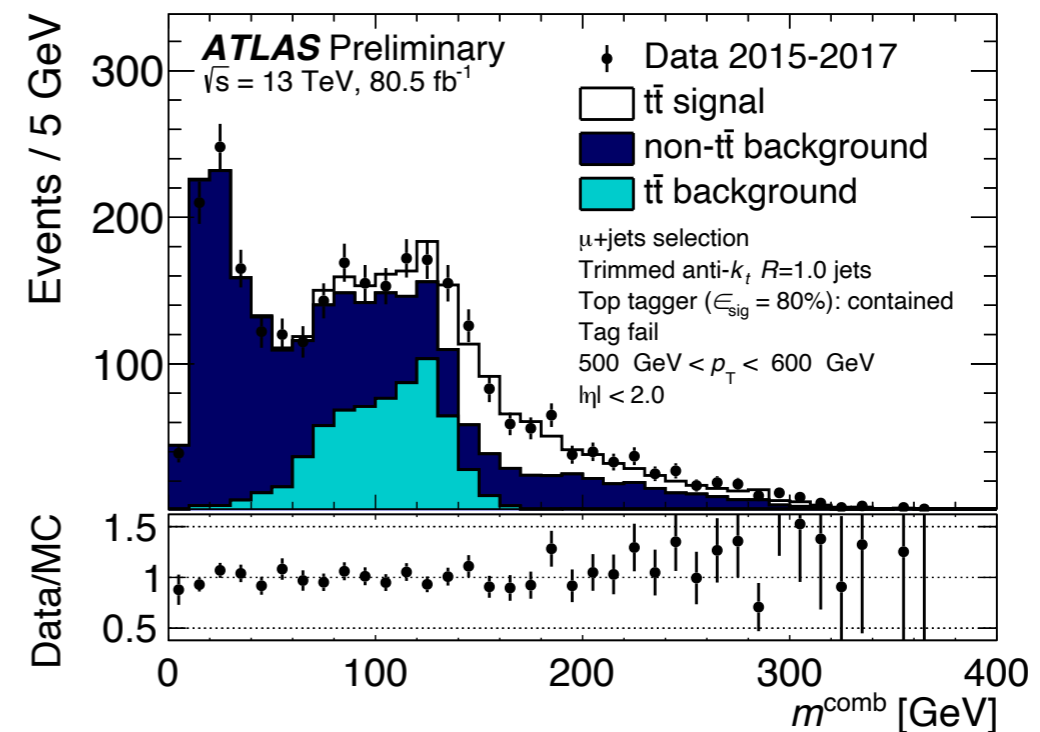 ATLAS Preliminary
√s = 13 TeV, 80.5 fb⁻¹
Data 2015-2017
tt̄ signal
non-tt̄ background
tt̄ background
μ+jets selection
Trimmed anti-kₜ R=1.0 jets
Top tagger (∈sig = 80%): contained
Tag fail
500 GeV < pT < 600 GeV
|η| < 2.0
Events / 5 GeV
300
200
100
Data/MC
1.5
1
0.5
0 100 200 300 400
mᶜᵒᵐᵇ [GeV]